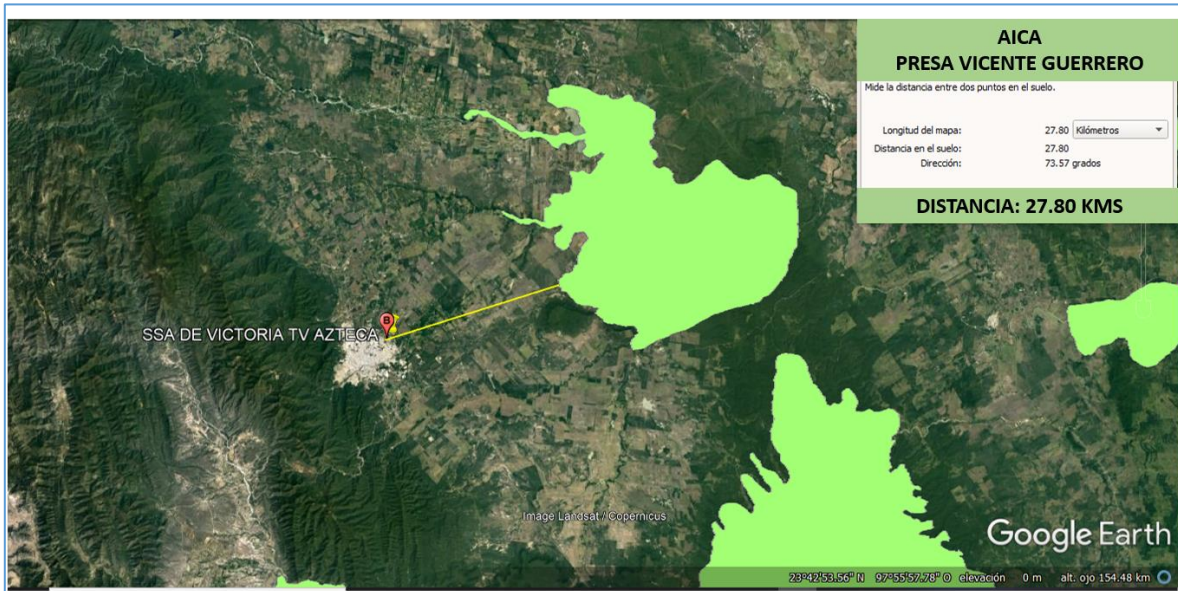 AICA
PRESA VICENTE GUERRERO
Mide la distancia entre dos puntos en el suelo.
Longitud del mapa: 27.80 Kilómetros
Distancia en el suelo: 27.80
Dirección: 73.57 grados
DISTANCIA: 27.80 KMS
B
SSA DE VICTORIA TV AZTECA
Image Landsat / Copernicus
Google Earth
23°42'53.56" N 97°55'57.78" O elevación 0 m alt. ojo 154.48 km